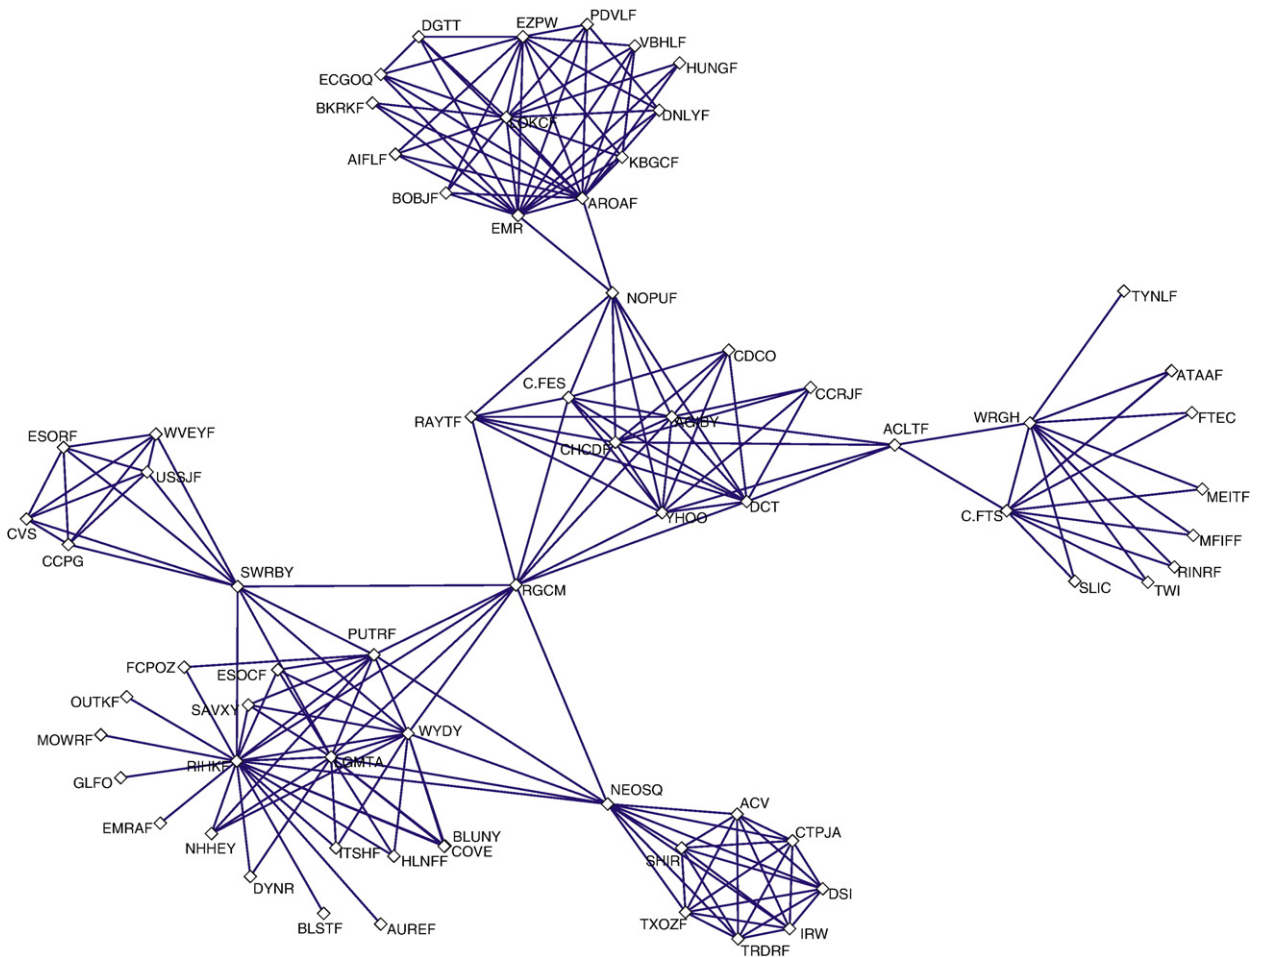 PDVLF
DGTT
EZPW
VBHLF
HUNGF
ECGOQ
BKRKF
DNLYF
AIFLF
KBGCF
BOBJF
AROAF
EMR
NOPUF
TYNLF
CDCO
ATAAF
C.FES
CCRJF
FTEC
RAYTF
WRGH
AGIBY
ACLTF
ESORF
WVEYF
CHCDF
USSJF
MEITF
DCT
C.FTS
YHOO
CVS
MFIFF
CCPG
RINRF
SWRBY
RGCM
SLIC
TWI
PUTRF
FCPOZ
ESOCF
OUTKF
SAVXY
WYDY
MOWRF
RIHKF
LGMTA
GLFO
NEOSQ
ACV
EMRAF
CTPJA
BLUNY
NHHEY
ITSHF
COVE
HLNFF
SHIR
DYNR
DSI
TXOZF
BLSTF
AUREF
IRW
TRDRF